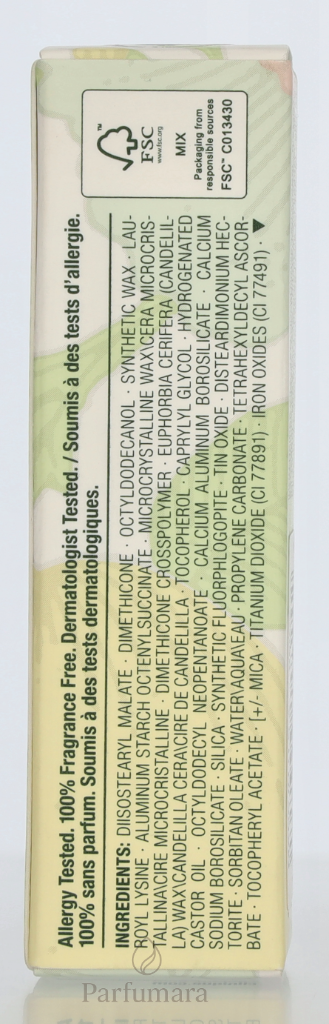 Allergy Tested. 100% Fragrance Free. Dermatologist Tested. / Soumis à des tests d'allergie.
100% sans parfum. Soumis à des tests dermatologiques.
INGREDIENTS: DIISOSTEARYL MALATE · DIMETHICONE · OCTYLDODECANOL · SYNTHETIC WAX · LAU-
ROYL LYSINE · ALUMINUM STARCH OCTENYLSUCCINATE · MICROCRYSTALLINE WAX\CERA MICROCRIS-
TALLINA\CIRE MICROCRISTALLINE · DIMETHICONE CROSSPOLYMER · EUPHORBIA CERIFERA (CANDELIL-
LA) WAX\CANDELILLA CERA\CIRE DE CANDELILLA · TOCOPHEROL · CAPRYLYL GLYCOL · HYDROGENATED
CASTOR OIL · OCTYLDODECYL NEOPENTANOATE · CALCIUM ALUMINUM BOROSILICATE · CALCIUM
SODIUM BOROSILICATE · SILICA · SYNTHETIC FLUORPHLOGOPITE · TIN OXIDE · DISTEARDIMONIUM HEC-
TORITE · SORBITAN OLEATE · WATER\AQUA\EAU · PROPYLENE CARBONATE · TETRAHEXYLDECYL ASCOR-
BATE · TOCOPHERYL ACETATE · [+/- MICA · TITANIUM DIOXIDE (CI 77891) · IRON OXIDES (CI 77491) · ▼
™
FSC
www.fsc.org
MIX
Packaging from
responsible sources
FSC™ C013430
Parfumara